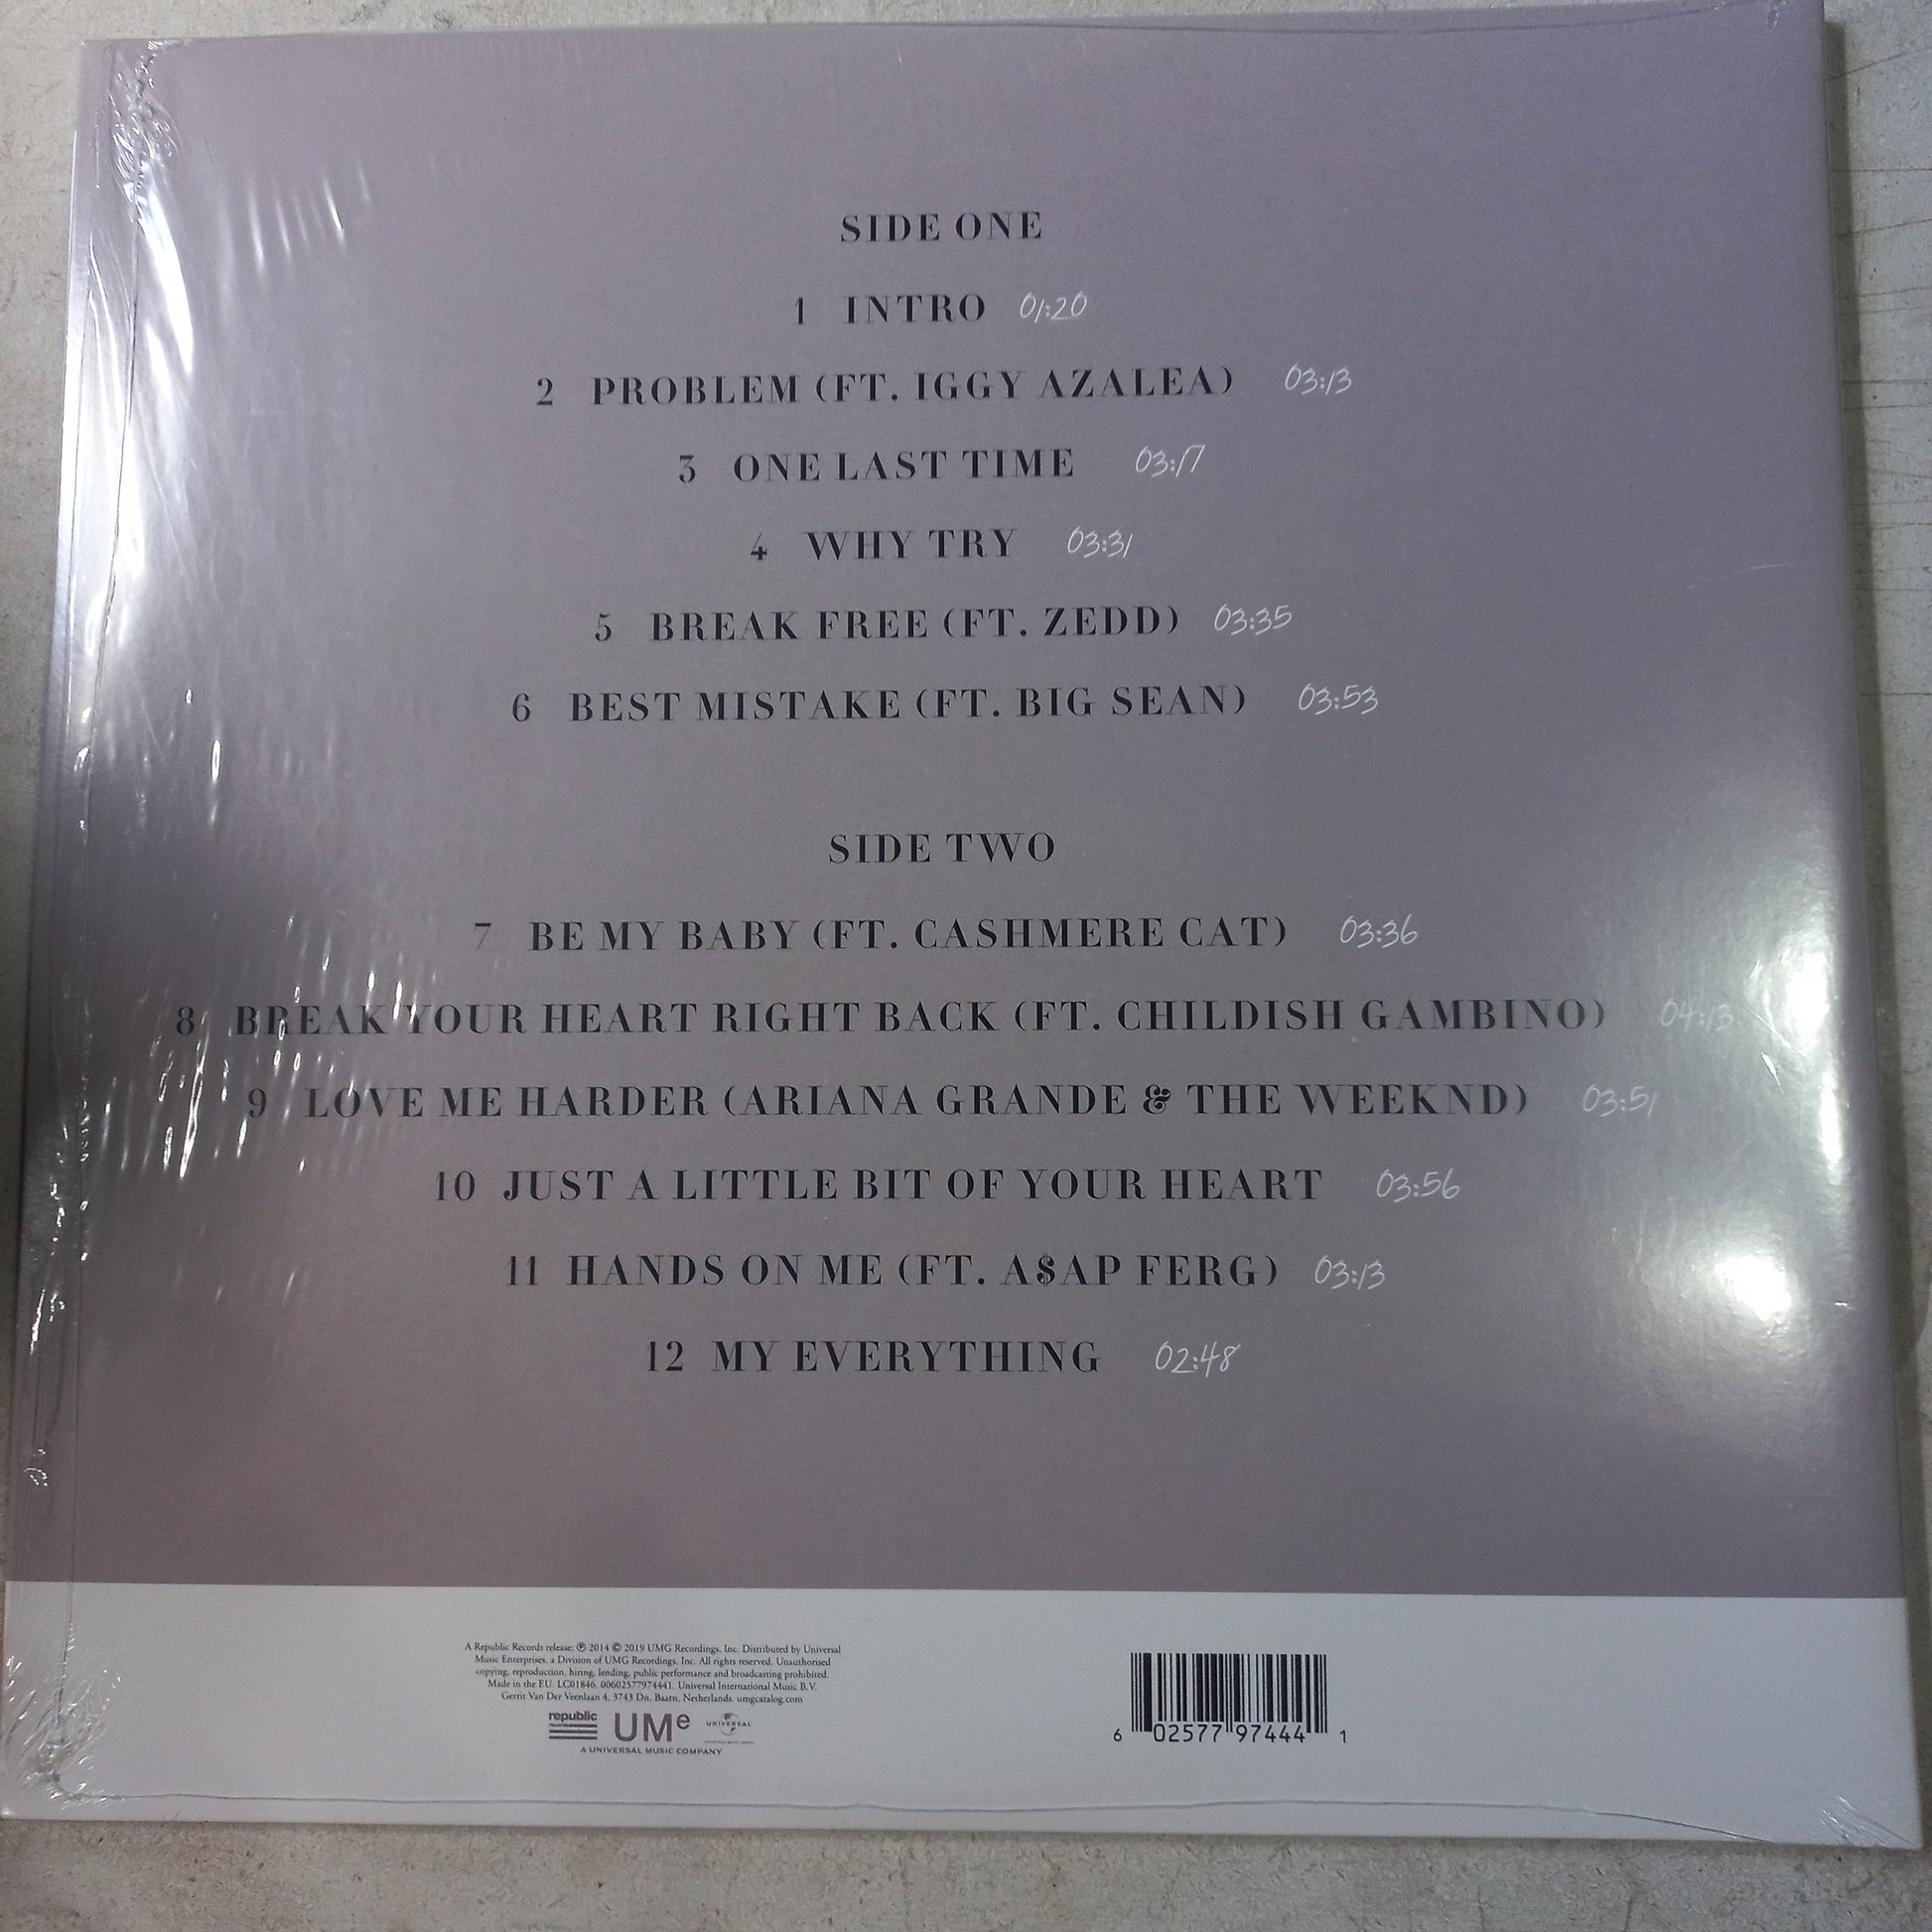 SIDE ONE
1 INTRO 01:20
2 PROBLEM (FT. IGGY AZALEA) 03:13
3 ONE LAST TIME 03:17
4 WHY TRY 03:31
5 BREAK FREE (FT. ZEDD) 03:35
6 BEST MISTAKE (FT. BIG SEAN) 03:53
SIDE TWO
7 BE MY BABY (FT. CASHMERE CAT) 03:36
8 BREAK YOUR HEART RIGHT BACK (FT. CHILDISH GAMBINO) 04:13
9 LOVE ME HARDER (ARIANA GRANDE & THE WEEKND) 03:51
10 JUST A LITTLE BIT OF YOUR HEART 03:56
11 HANDS ON ME (FT. A$AP FERG) 03:13
12 MY EVERYTHING 02:48
A Republic Records release; ℗ 2014 © 2019 UMG Recordings, Inc. Distributed by Universal
Music Enterprises, a Division of UMG Recordings, Inc. All rights reserved. Unauthorised
copying, reproduction, hiring, lending, public performance and broadcasting prohibited.
Made in the EU. LC01846. 00602577974441. Universal International Music B.V.
Gerrit Van Der Veenlaan 4, 3743 Dn, Baarn, Netherlands. umgcatalog.com
republic UMe UNIVERSAL
A UNIVERSAL MUSIC COMPANY
6 02577 97444 1